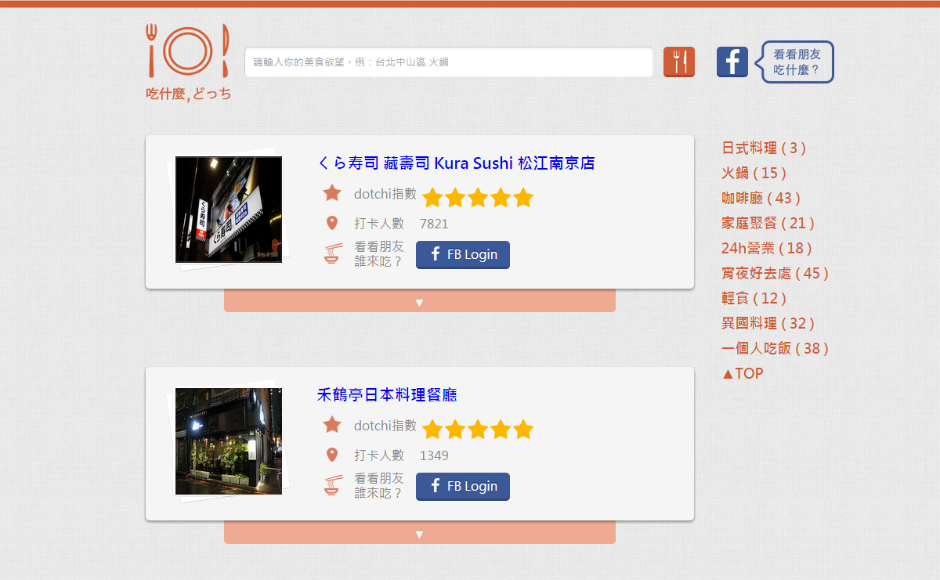 吃什麼,どっち
請輸入你的美食欲望，例：台北中山區 火鍋
看看朋友
吃什麼？
くら寿司 藏壽司 Kura Sushi 松江南京店
dotchi指數
打卡人數 7821
看看朋友
誰來吃？
FB Login
▼
禾鶴亭日本料理餐廳
dotchi指數
打卡人數 1349
看看朋友
誰來吃？
FB Login
▼
日式料理 ( 3 )
火鍋 ( 15 )
咖啡廳 ( 43 )
家庭聚餐 ( 21 )
24h營業 ( 18 )
宵夜好去處 ( 45 )
輕食 ( 12 )
異國料理 ( 32 )
一個人吃飯 ( 38 )
▲TOP